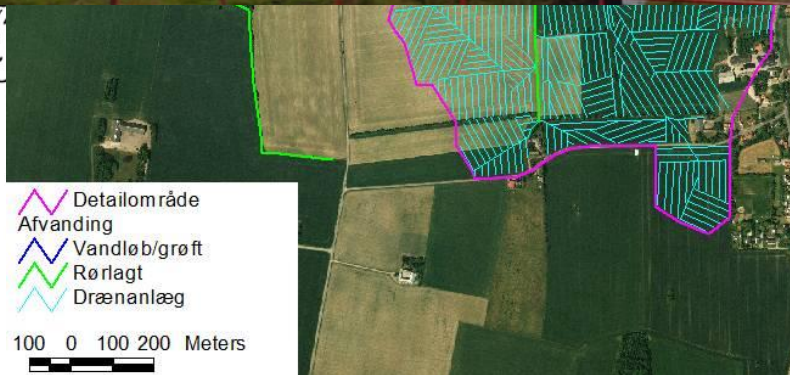 Detailområde
Afvanding
Vandløb/grøft
Rørlagt
Drænanlæg
100 0 100 200 Meters